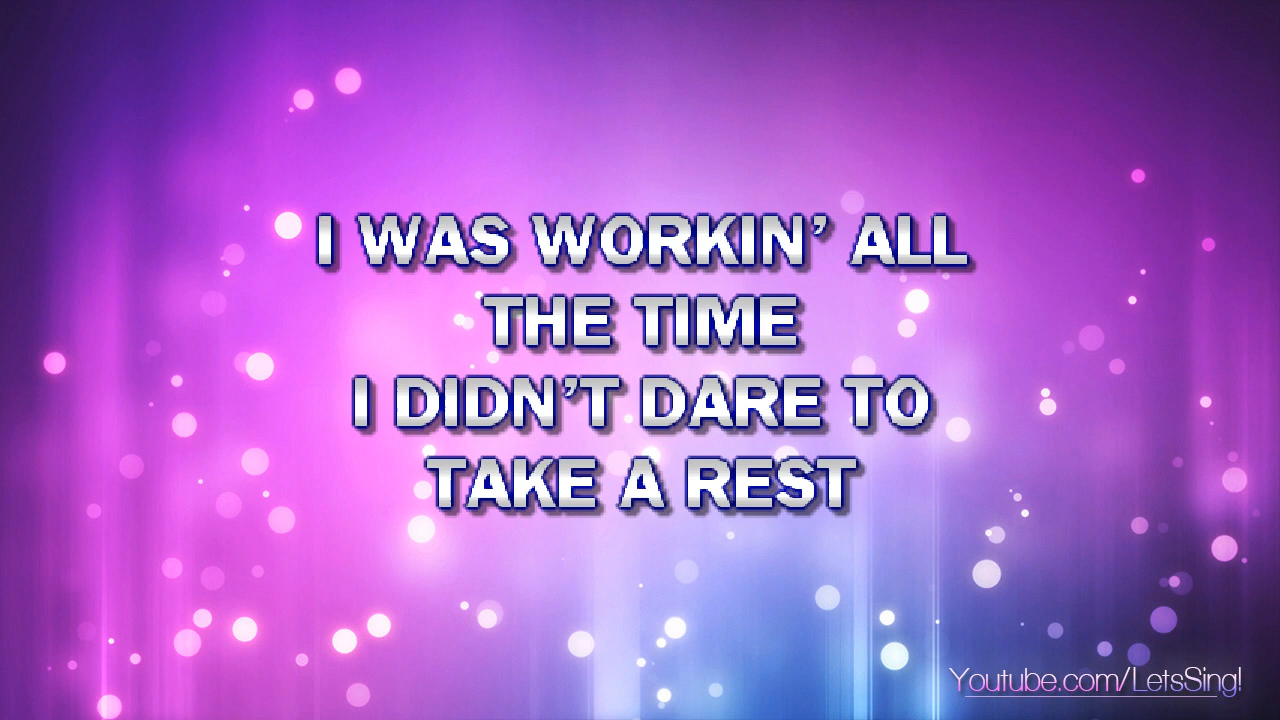 I WAS WORKIN’ ALL
THE TIME
I DIDN’T DARE TO
TAKE A REST
Youtube.com/LetsSing!